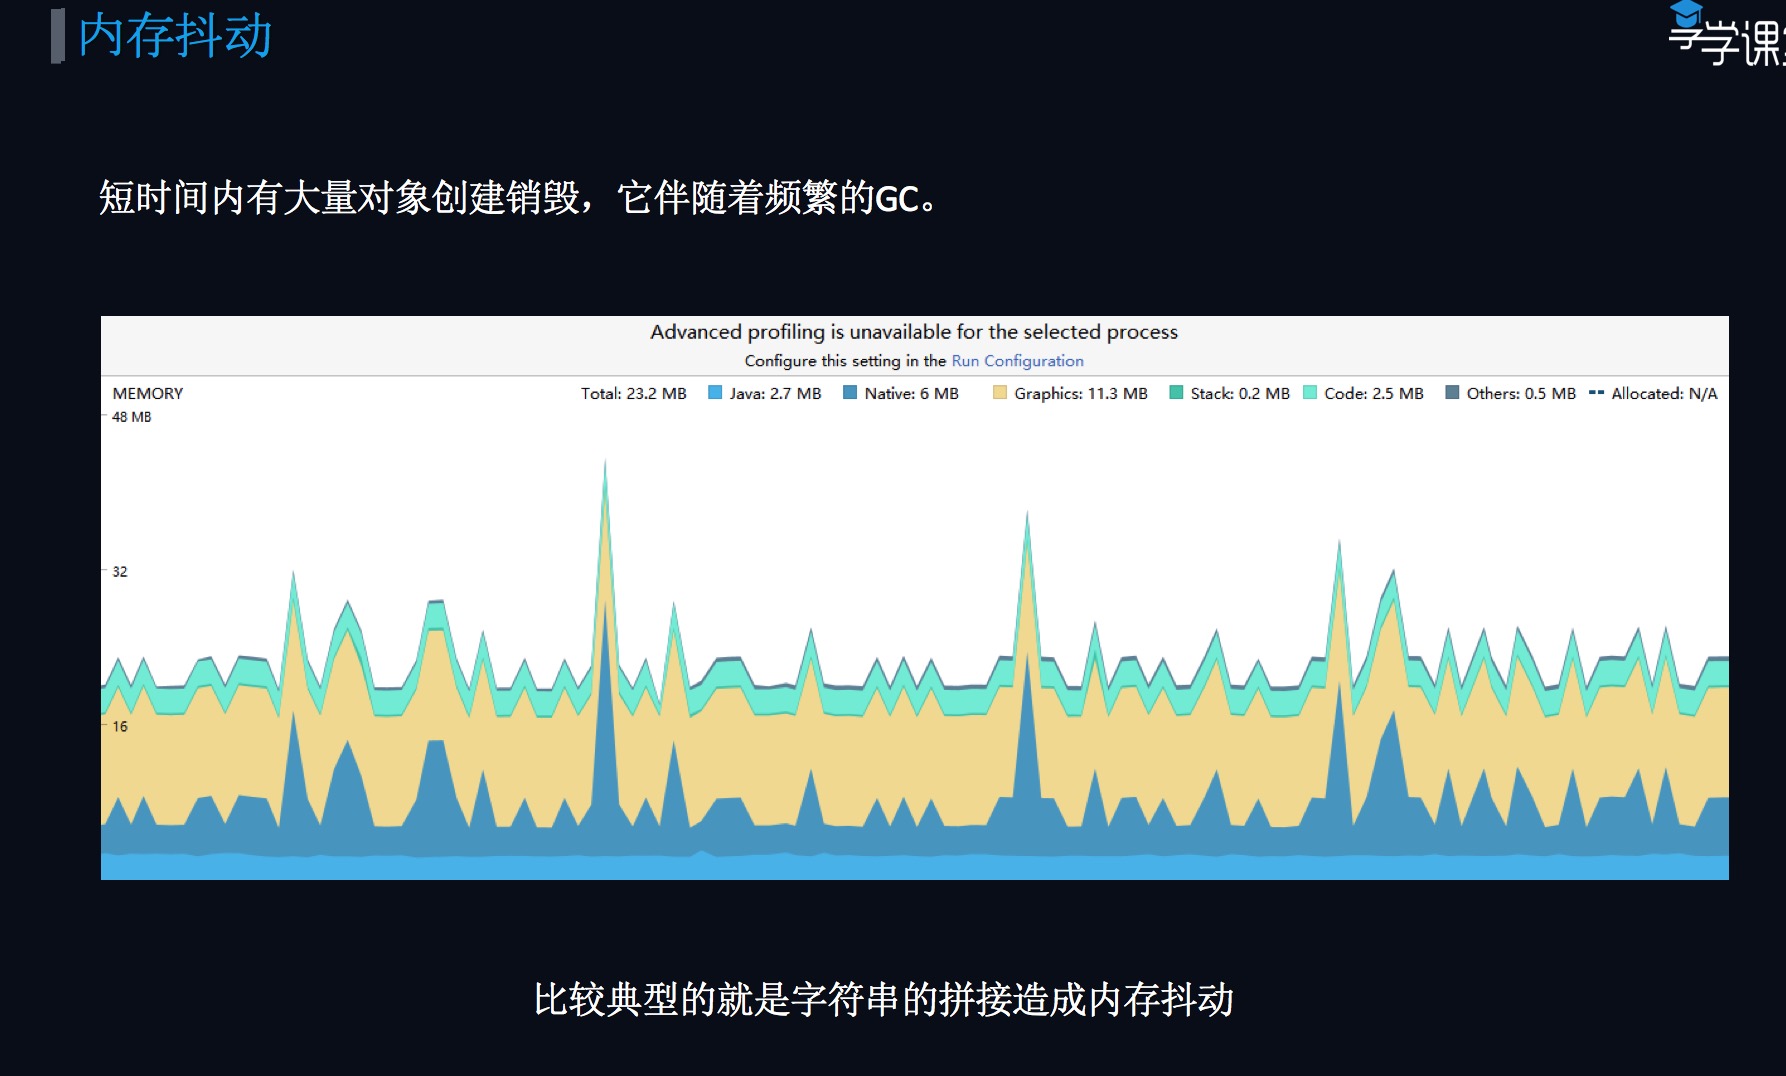 内存抖动
享学课堂
短时间内有大量对象创建销毁，它伴随着频繁的GC。
Advanced profiling is unavailable for the selected process
Configure this setting in the Run Configuration
MEMORY Total: 23.2 MB Java: 2.7 MB Native: 6 MB Graphics: 11.3 MB Stack: 0.2 MB Code: 2.5 MB Others: 0.5 MB Allocated: N/A
48 MB
32
16
比较典型的就是字符串的拼接造成内存抖动